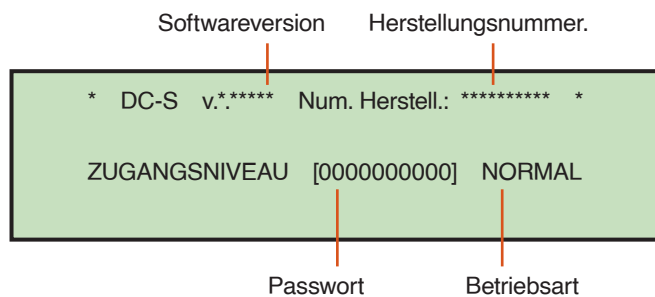 Softwareversion Herstellungsnummer.
* DC-S v.*.***** Num. Herstell.: ********** *
ZUGANGSNIVEAU [0000000000] NORMAL
Passwort Betriebsart